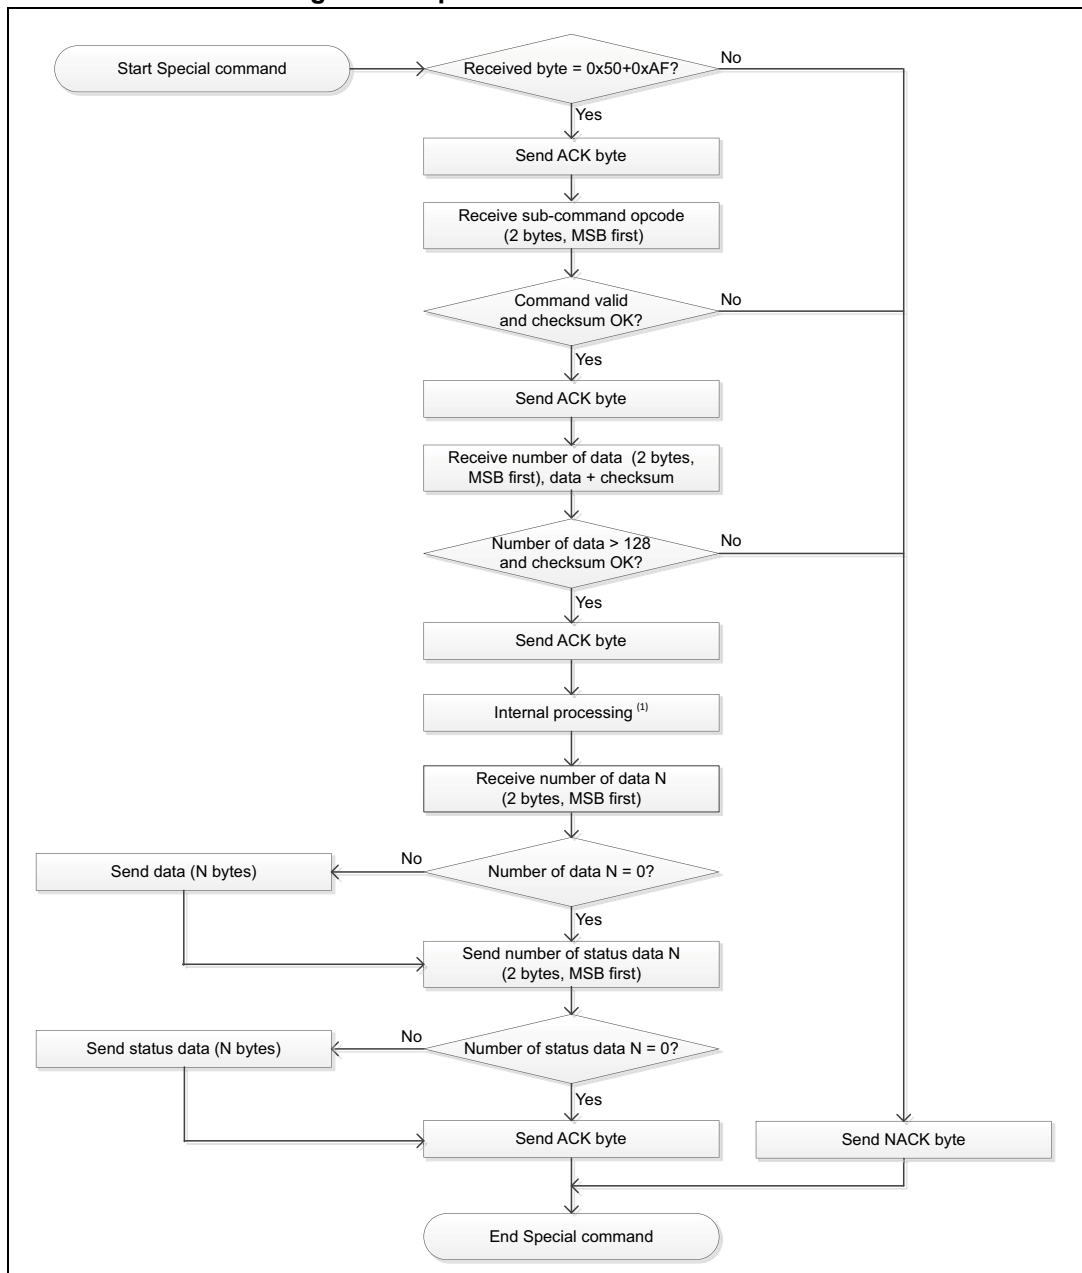 Start Special command
Received byte = 0x50+0xAF?
No
Yes
Send ACK byte
Receive sub-command opcode
(2 bytes, MSB first)
Command valid
and checksum OK?
No
Yes
Send ACK byte
Receive number of data (2 bytes,
MSB first), data + checksum
Number of data > 128
and checksum OK?
No
Yes
Send ACK byte
Internal processing (1)
Receive number of data N
(2 bytes, MSB first)
Number of data N = 0?
No
Send data (N bytes)
Yes
Send number of status data N
(2 bytes, MSB first)
Number of status data N = 0?
No
Send status data (N bytes)
Yes
Send ACK byte
Send NACK byte
End Special command